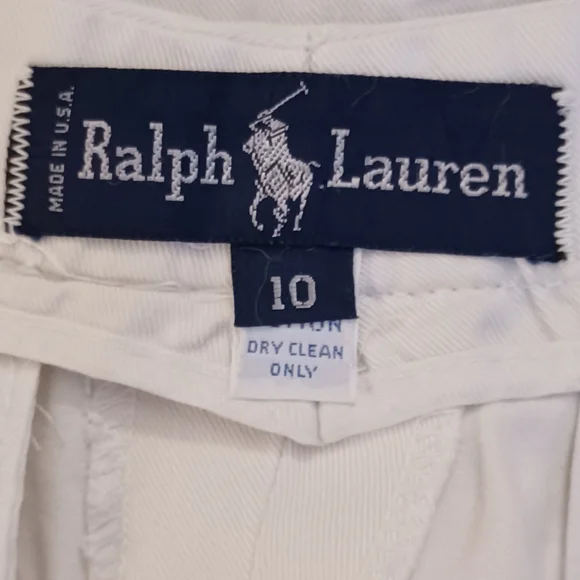 MADE IN U.S.A.
Ralph Lauren
10
DRY CLEAN
ONLY